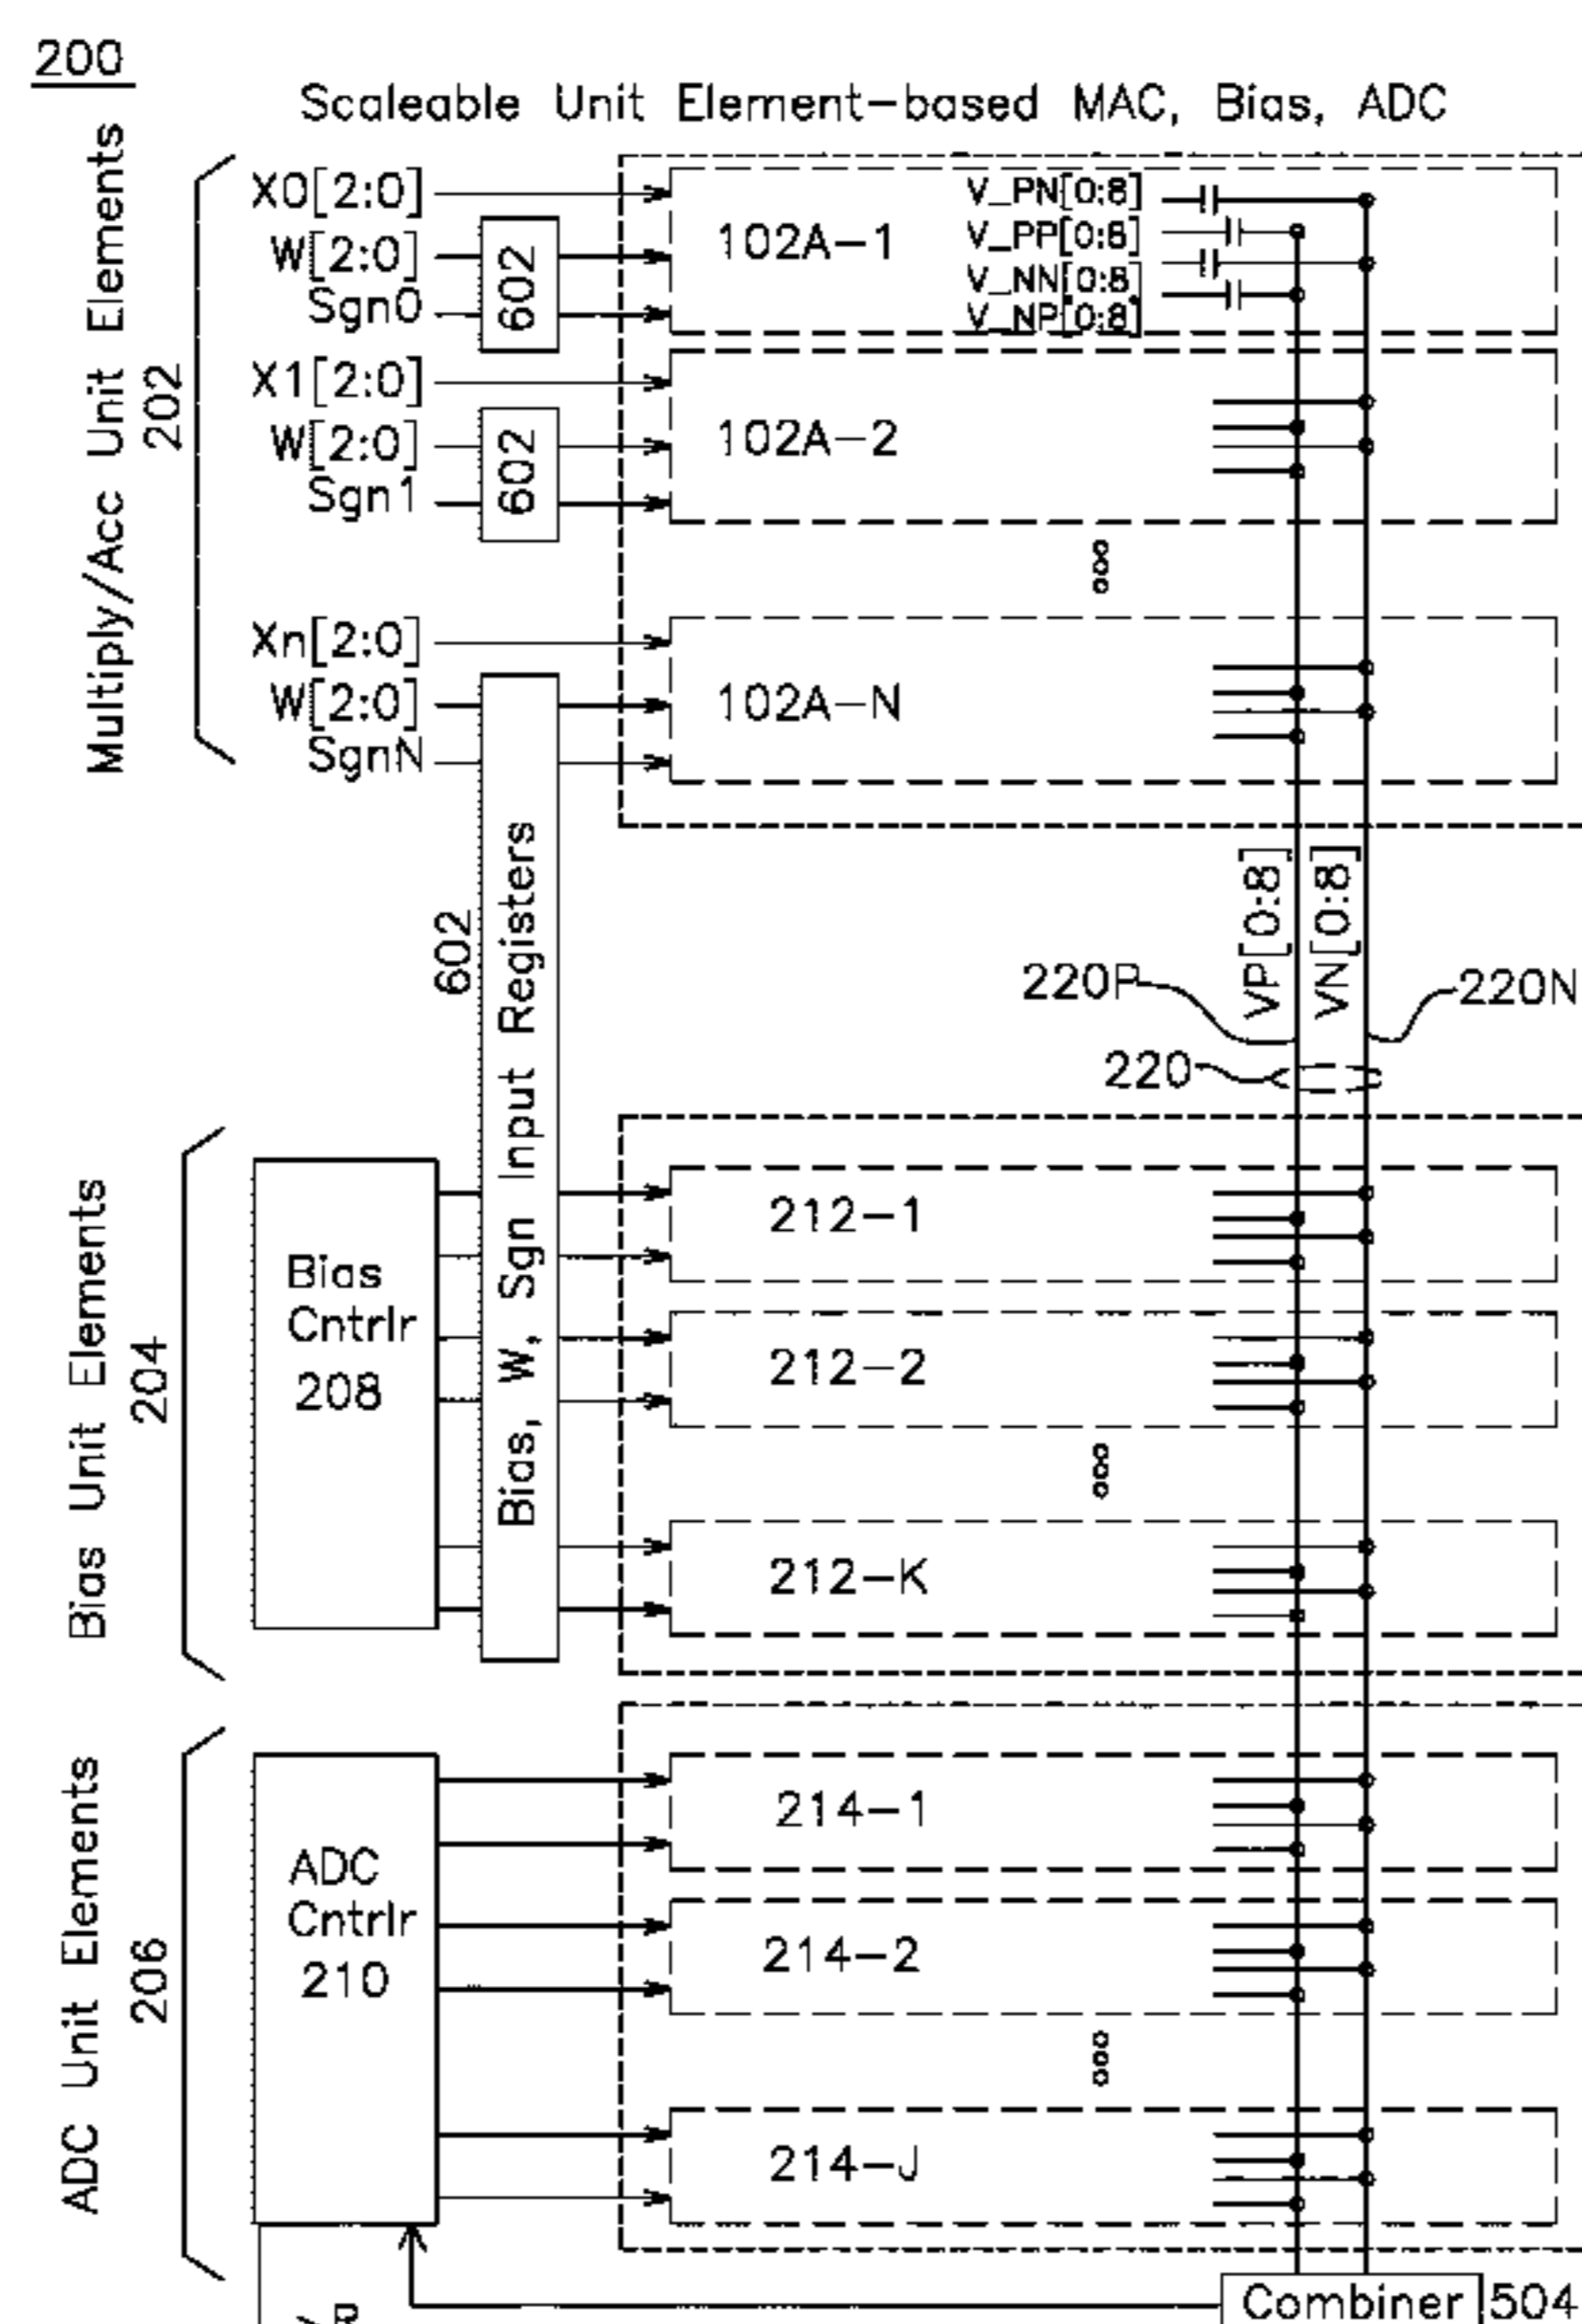 200
Scaleable Unit Element-based MAC, Bias, ADC
Multiply/Acc Unit Elements
202
X0[2:0]
W[2:0]
Sgn0
602
102A-1
V_PN[0:8]
V_PP[0:8]
V_NN[0:8]
V_NP[0:8]
X1[2:0]
W[2:0]
Sgn1
602
102A-2
Xn[2:0]
W[2:0]
SgnN
102A-N
602
Bias, W, Sgn Input Registers
VP[0:8]
VN[0:8]
220P
220N
220
Bias Unit Elements
204
Bias
Cntrlr
208
212-1
212-2
212-K
ADC Unit Elements
206
ADC
Cntrlr
210
214-1
214-2
214-J
Combiner
504
R